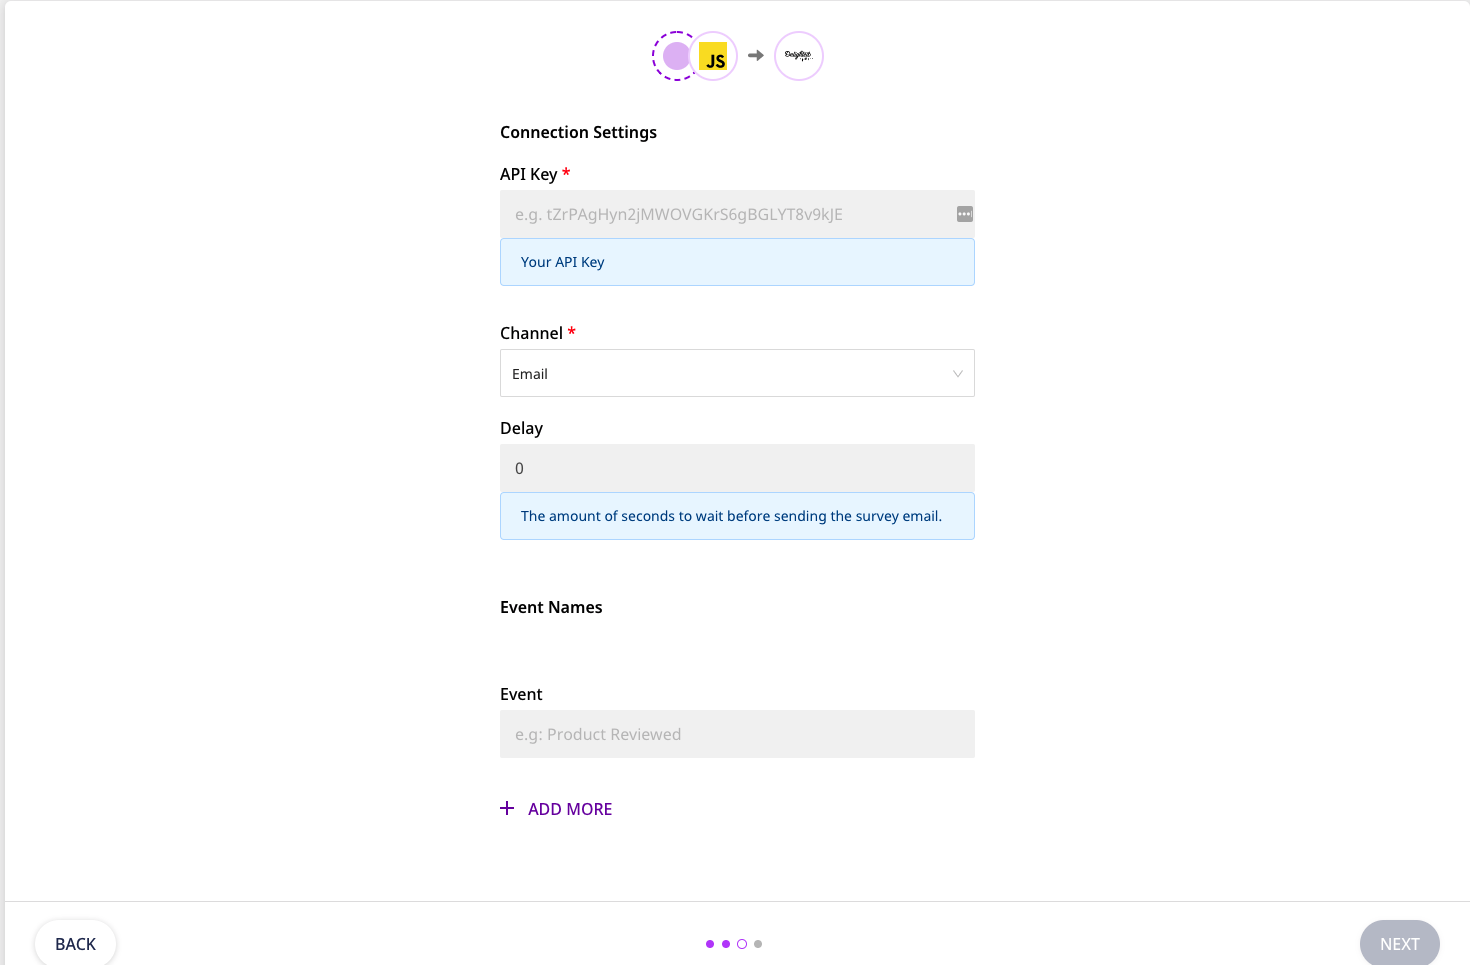 JS
Delighted
Connection Settings
API Key *
e.g. tZrPAgHyn2jMWOVGKrS6gBGLYT8v9kJE
Your API Key
Channel *
Email
Delay
0
The amount of seconds to wait before sending the survey email.
Event Names
Event
e.g: Product Reviewed
+ ADD MORE
BACK
NEXT